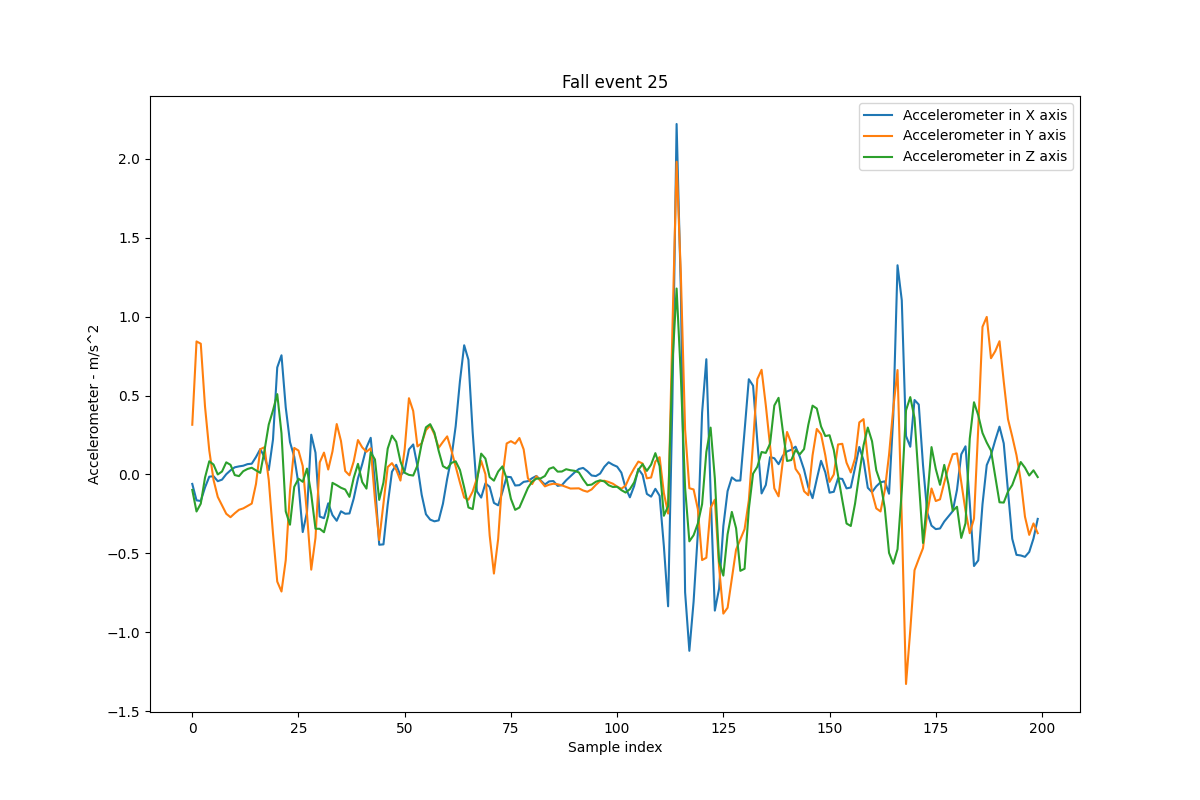 Fall event 25
Accelerometer in X axis
Accelerometer in Y axis
Accelerometer in Z axis
Accelerometer - m/s^2
2.0
1.5
1.0
0.5
0.0
−0.5
−1.0
−1.5
0 25 50 75 100 125 150 175 200
Sample index